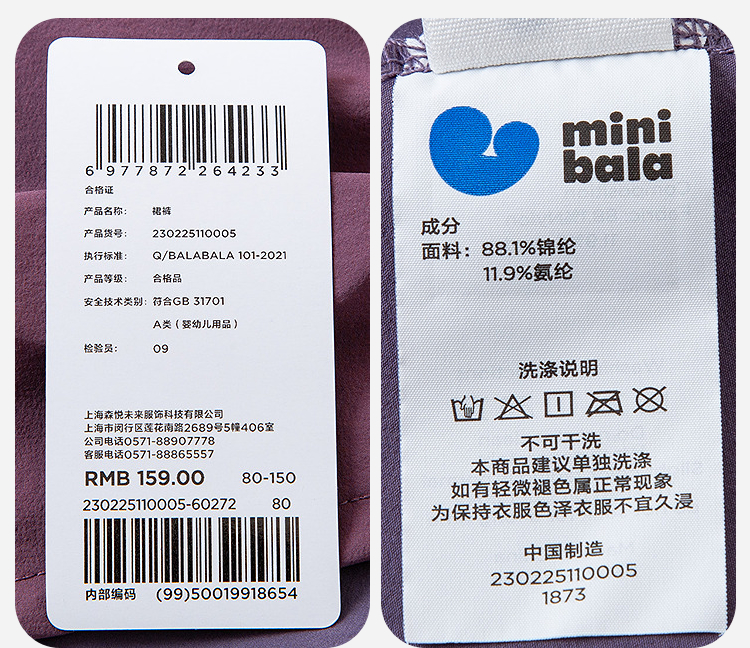 6 977872 264233
合格证
产品名称： 裙裤
产品货号： 230225110005
执行标准： Q/BALABALA 101-2021
产品等级： 合格品
安全技术类别： 符合GB 31701
A类（婴幼儿用品）
检验员： 09
上海森悦未来服饰科技有限公司
上海市闵行区莲花南路2689号5幢406室
公司电话0571-88907778
客服电话0571-88865557
RMB 159.00 80-150
230225110005-60272 80
内部编码 (99)50019918654
mini
bala
成分
面料：88.1%锦纶
11.9%氨纶
洗涤说明
不可干洗
本商品建议单独洗涤
如有轻微褪色属正常现象
为保持衣服色泽衣服不宜久浸
中国制造
230225110005
1873